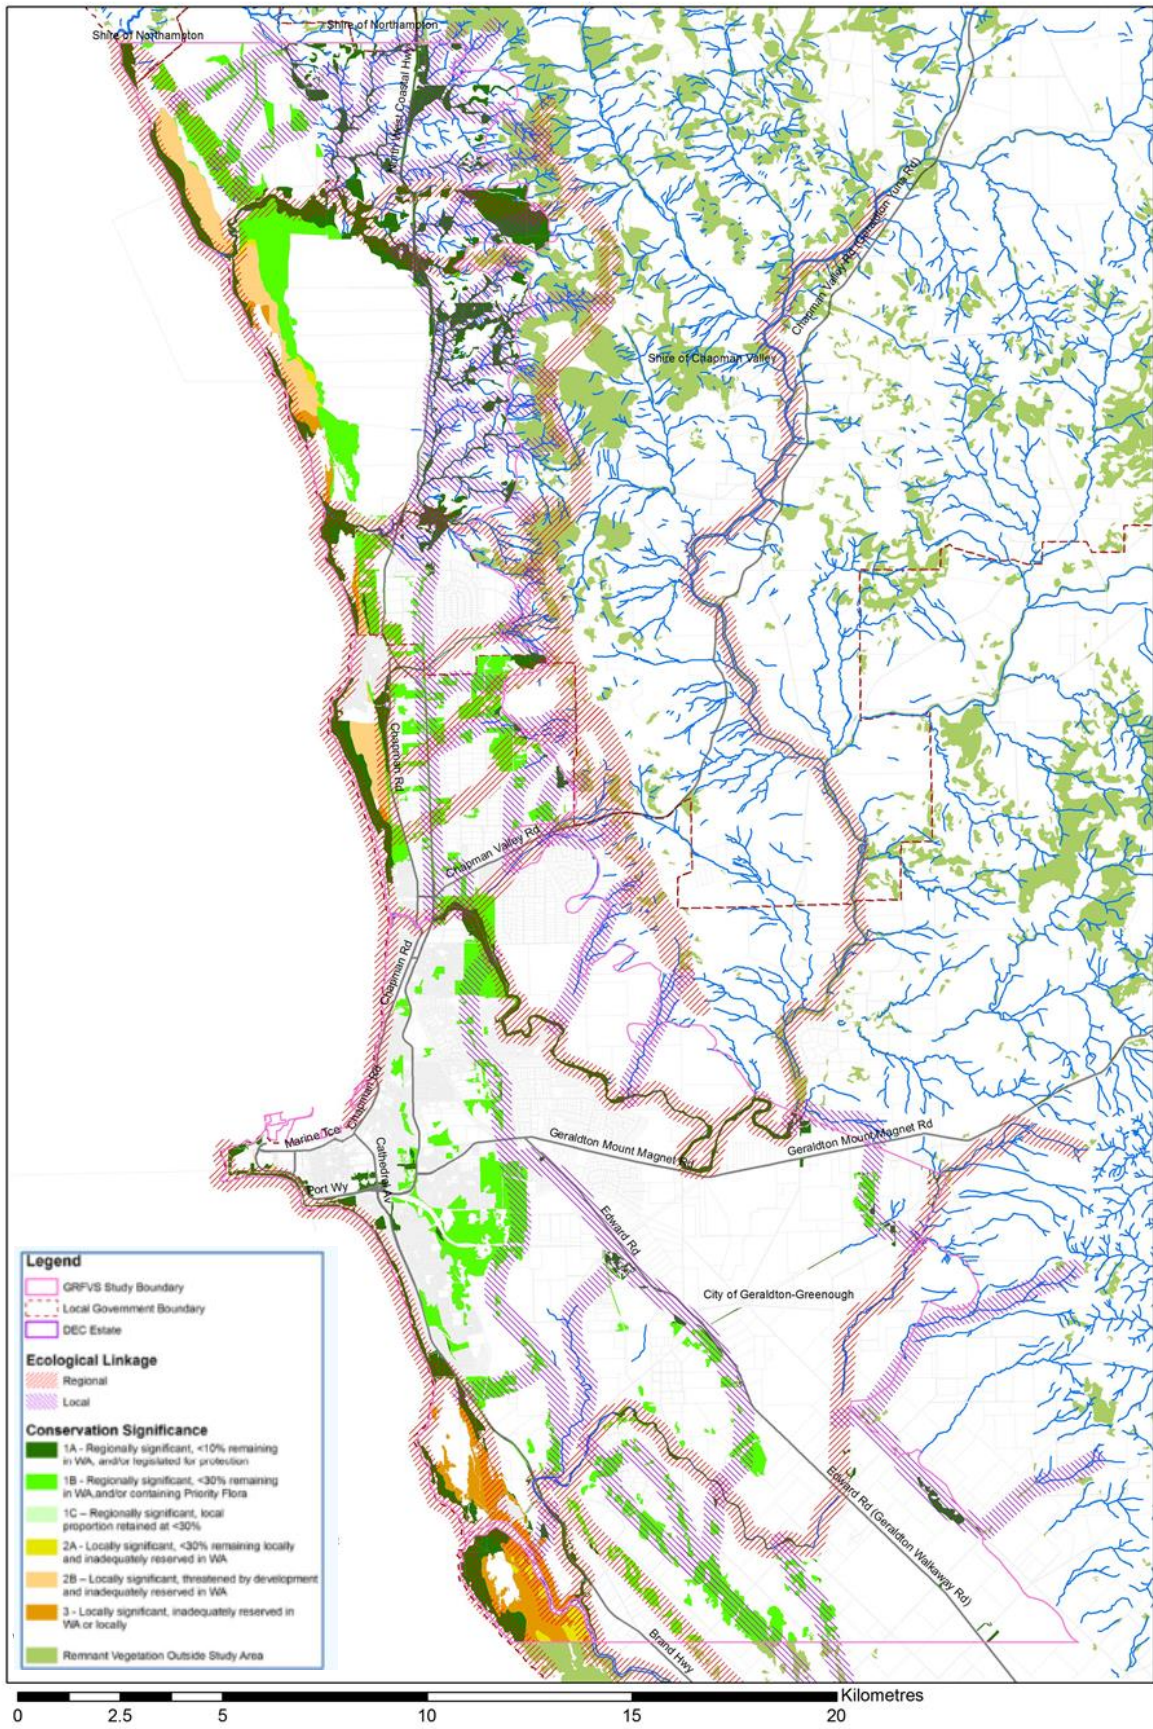 Shire of Northampton
Shire of Northampton
North West Coastal Hwy
Chapman Valley Rd (Geraldton Yuna Rd)
Shire of Chapman Valley
Chapman Rd
Chapman Valley Rd
Chapman Rd
Chapman Rd
Marine Tce
Cathedral Av
Port Wy
Geraldton Mount Magnet Rd
Geraldton Mount Magnet Rd
Edward Rd
City of Geraldton-Greenough
Edward Rd (Geraldton Walkaway Rd)
Brand Hwy
Legend
GRFVS Study Boundary
Local Government Boundary
DEC Estate
Ecological Linkage
Regional
Local
Conservation Significance
1A - Regionally significant, <10% remaining
in WA, and/or legislated for protection
1B - Regionally significant, <30% remaining
in WA,and/or containing Priority Flora
1C – Regionally significant, local
proportion retained at <30%
2A - Locally significant, <30% remaining locally
and inadequately reserved in WA
2B – Locally significant, threatened by development
and inadequately reserved in WA
3 - Locally significant, inadequately reserved in
WA or locally
Remnant Vegetation Outside Study Area
Kilometres
0 2.5 5 10 15 20